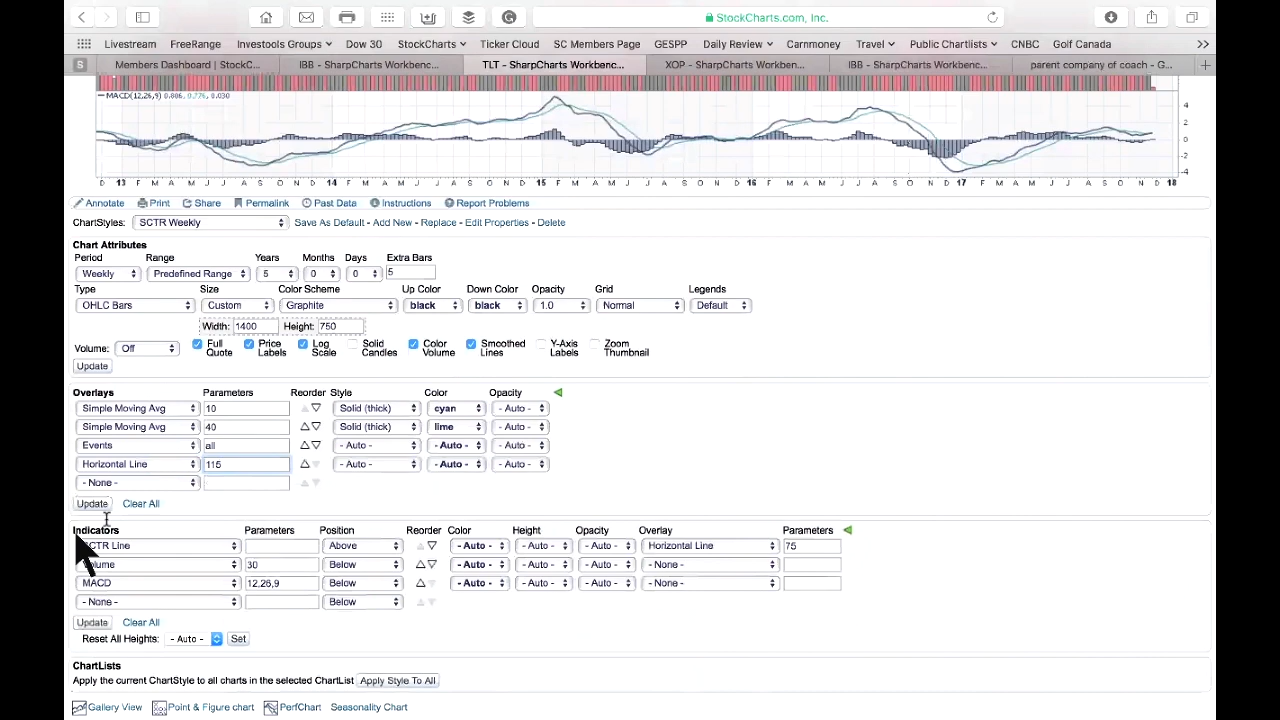 StockCharts.com, Inc.
Livestream FreeRange Investools Groups Dow 30 StockCharts Ticker Cloud SC Members Page GESPP Daily Review Carnmoney Travel Public Chartlists CNBC Golf Canada
S Members Dashboard | StockC... IBB - SharpCharts Workbenc... TLT - SharpCharts Workbenc... XOP - SharpCharts Workbenc... IBB - SharpCharts Workbenc... parent company of coach - G...
MACD(12,26,9) 0.806, 0.776, 0.030
4
2
0
-2
-4
D 13 F M A M J J A S O N D 14 F M A M J J A S O N D 15 F M A M J J A S O N D 16 F M A M J J A S O N D 17 F M A M J J A S O N D 18
Annotate Print Share Permalink Past Data Instructions Report Problems
ChartStyles: SCTR Weekly Save As Default - Add New - Replace - Edit Properties - Delete
Chart Attributes
Period Range Years Months Days Extra Bars
Weekly Predefined Range 5 0 0 5
Type Size Color Scheme Up Color Down Color Opacity Grid Legends
OHLC Bars Custom Graphite black black 1.0 Normal Default
Width: 1400 Height: 750
Volume: Off Full Quote Price Labels Log Scale Solid Candles Color Volume Smoothed Lines Y-Axis Labels Zoom Thumbnail
Update
Overlays Parameters Reorder Style Color Opacity
Simple Moving Avg 10 Solid (thick) cyan - Auto -
Simple Moving Avg 40 Solid (thick) lime - Auto -
Events all - Auto - - Auto - - Auto -
Horizontal Line 115 - Auto - - Auto - - Auto -
- None -
Update Clear All
Indicators Parameters Position Reorder Color Height Opacity Overlay Parameters
CTR Line Above - Auto - - Auto - - Auto - Horizontal Line 75
olume 30 Below - Auto - - Auto - - Auto - - None -
MACD 12,26,9 Below - Auto - - Auto - - Auto - - None -
- None - Below
Update Clear All
Reset All Heights: - Auto - Set
ChartLists
Apply the current ChartStyle to all charts in the selected ChartList Apply Style To All
Gallery View Point & Figure chart PerfChart Seasonality Chart